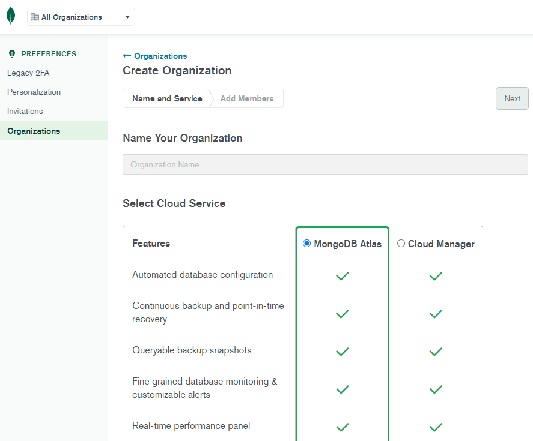 All Organizations
PREFERENCES
Legacy 2FA
Personalization
Invitations
Organizations
← Organizations
Create Organization
Name and Service
Add Members
Next
Name Your Organization
Organization Name
Select Cloud Service
Features
MongoDB Atlas
Cloud Manager
Automated database configuration
Continuous backup and point-in-time
recovery
Queryable backup snapshots
Fine grained database monitoring &
customizable alerts
Real-time performance panel